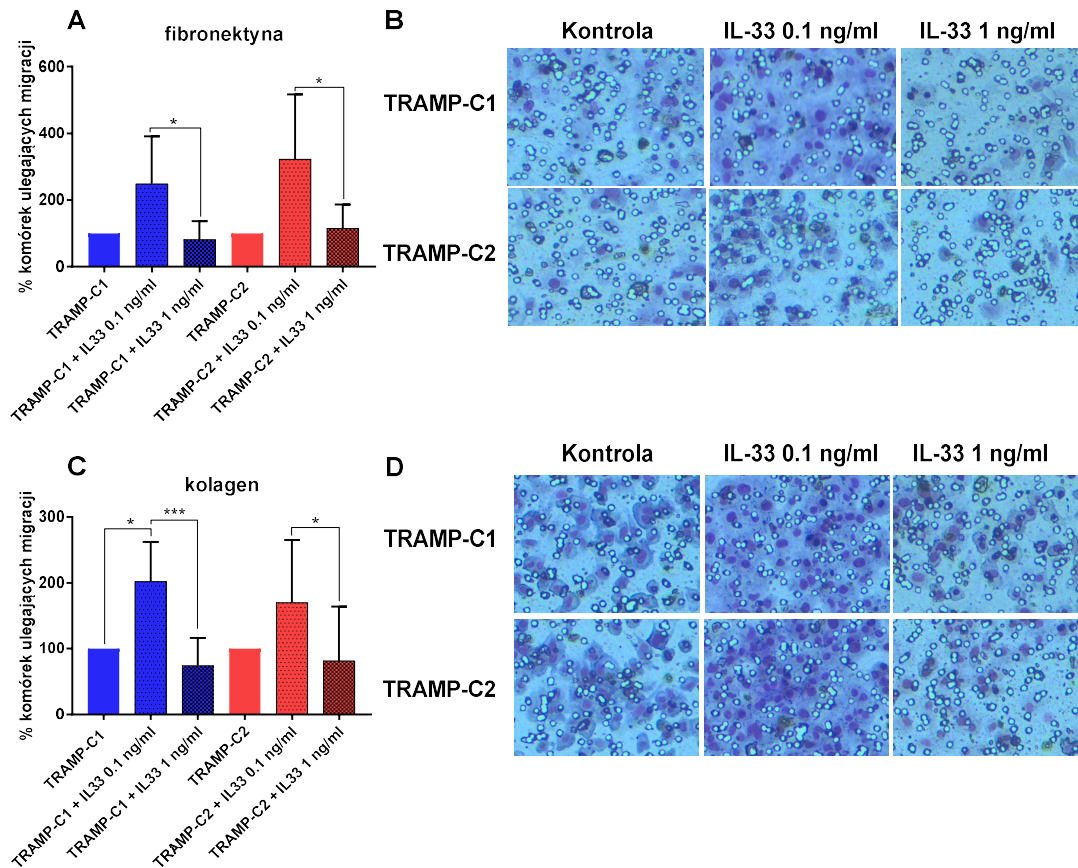 A
fibronektyna
% komórek ulegających migracji
600
400
200
0
*
*
TRAMP-C1
TRAMP-C1 + IL33 0.1 ng/ml
TRAMP-C1 + IL33 1 ng/ml
TRAMP-C2
TRAMP-C2 + IL33 0.1 ng/ml
TRAMP-C2 + IL33 1 ng/ml
B
Kontrola IL-33 0.1 ng/ml IL-33 1 ng/ml
TRAMP-C1
TRAMP-C2
C
kolagen
% komórek ulegających migracji
300
200
100
0
* *** *
TRAMP-C1
TRAMP-C1 + IL33 0.1 ng/ml
TRAMP-C1 + IL33 1 ng/ml
TRAMP-C2
TRAMP-C2 + IL33 0.1 ng/ml
TRAMP-C2 + IL33 1 ng/ml
D
Kontrola IL-33 0.1 ng/ml IL-33 1 ng/ml
TRAMP-C1
TRAMP-C2